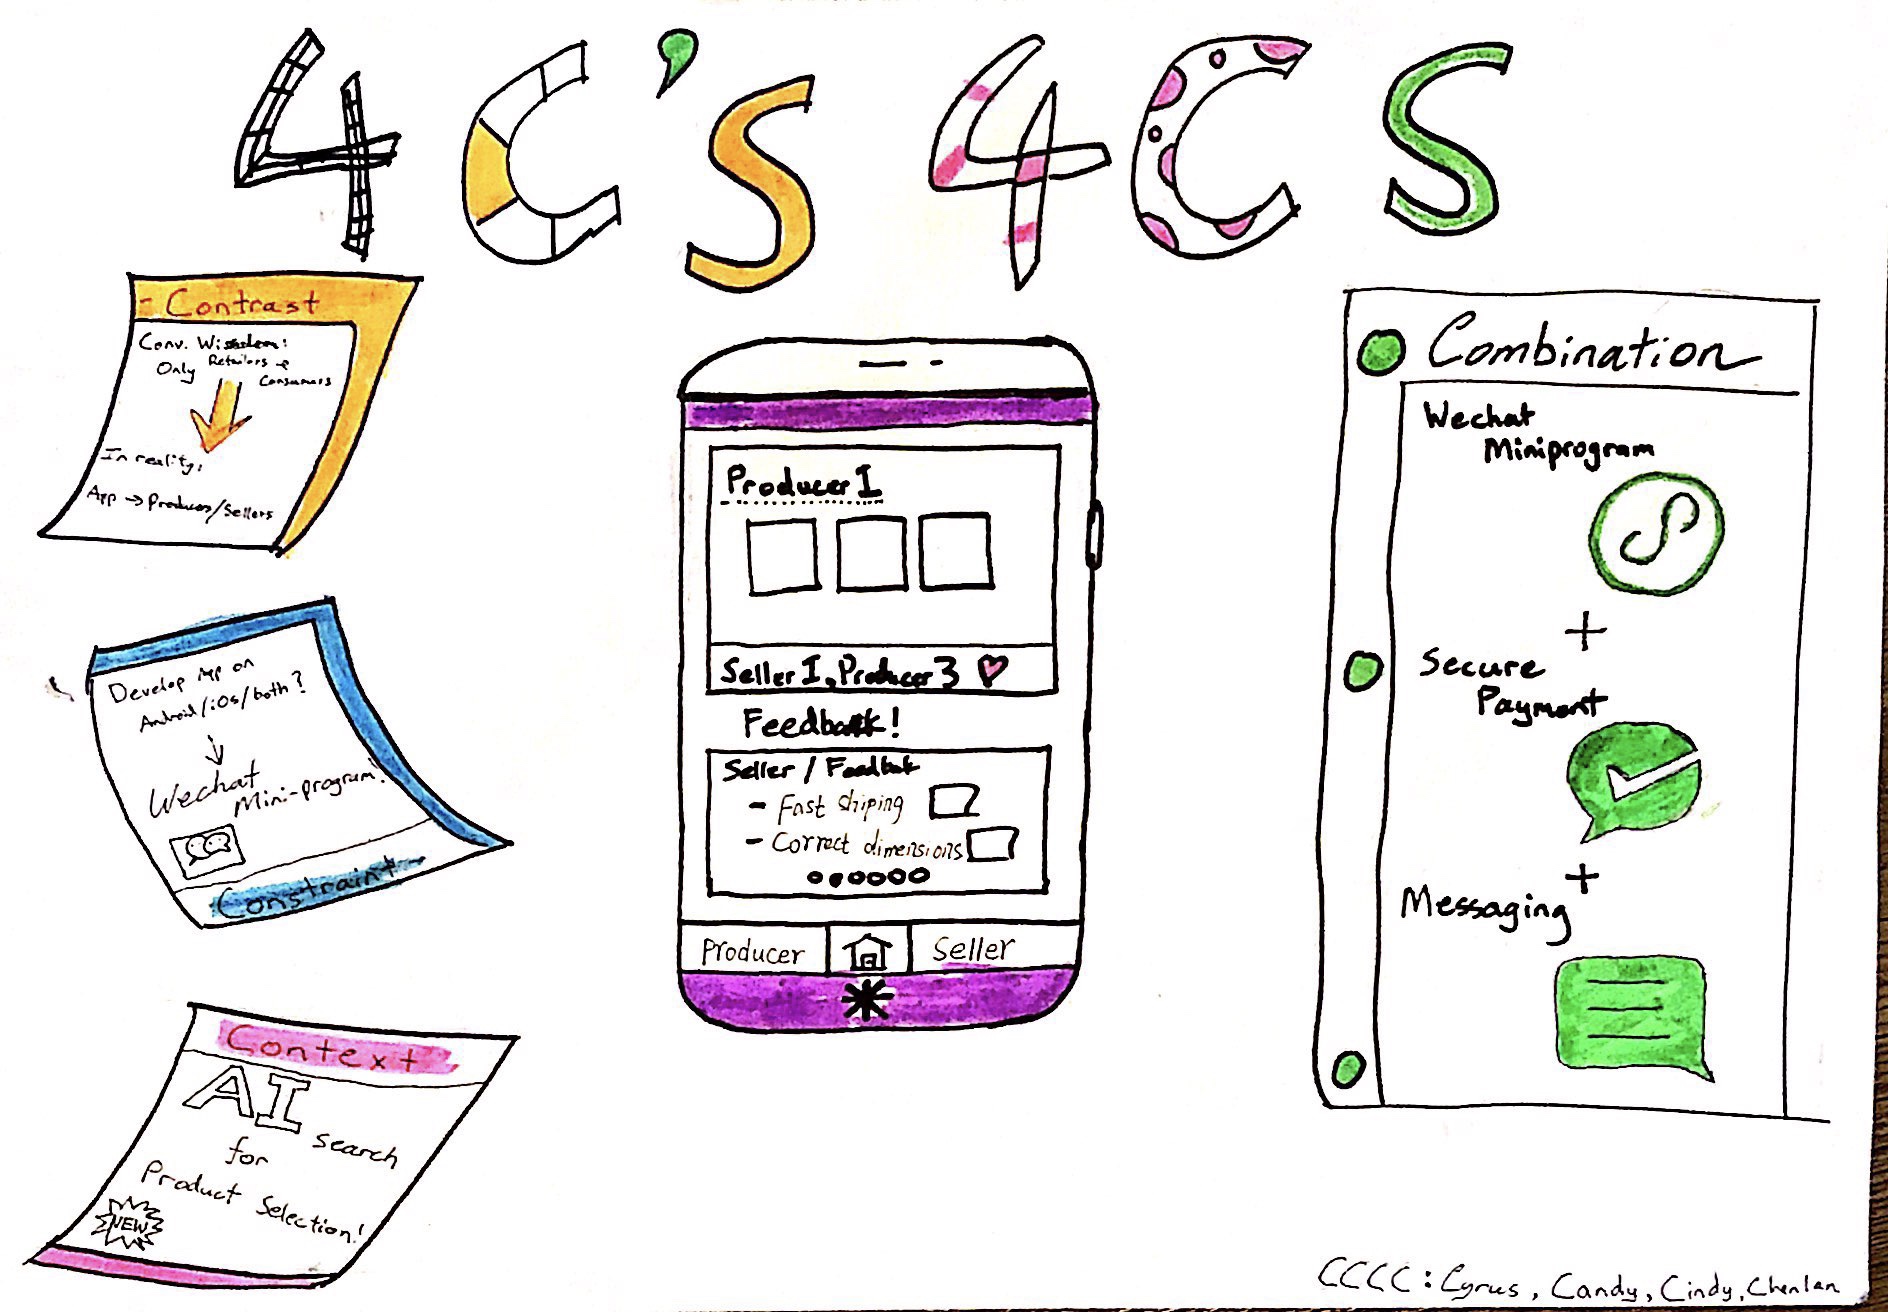 4C's 4CS
- Contrast
Conv. Wisdom:
Only Retailers &
Consumers
In reality,
App → Producers/Sellers
Develop App on
Android/iOs/both?
↓
Wechat
Mini-program!
Constraint
Context
AI search
for
Product Selection!
NEW
Producer I
Seller I, Producer 3
Feedback!
Seller / Feedbak
- Fast shiping
- Correct dimensions
Producer
Seller
Combination
Wechat
Miniprogram
+
Secure
Payment
+
Messaging
CCCC: Cyrus, Candy, Cindy, Chenlan